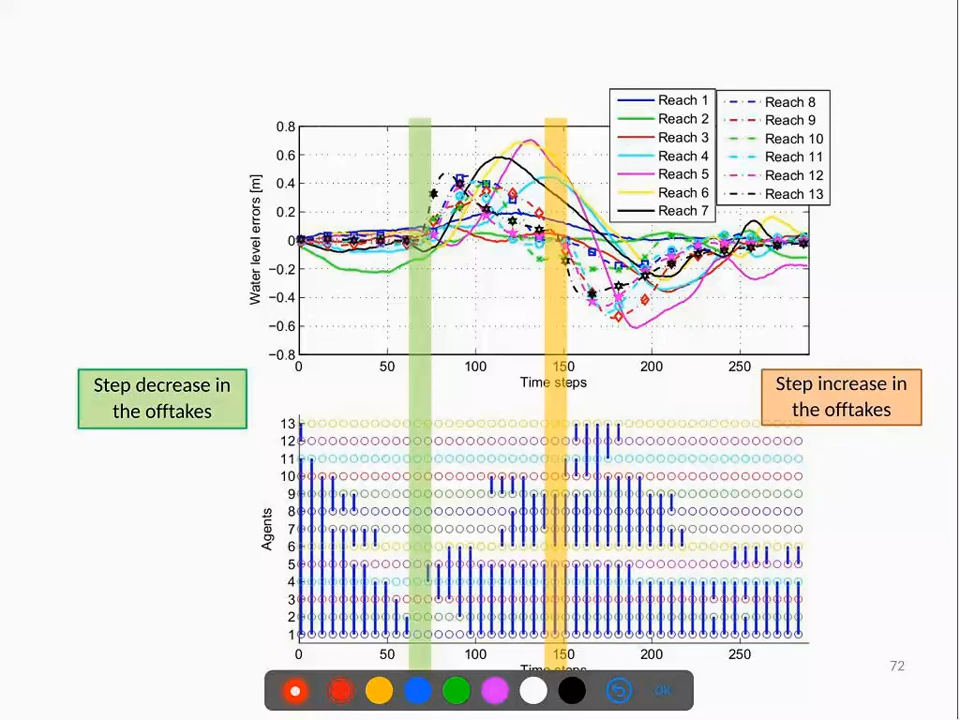 Reach 1
Reach 2
Reach 3
Reach 4
Reach 5
Reach 6
Reach 7
Reach 8
Reach 9
Reach 10
Reach 11
Reach 12
Reach 13
0.8
0.6
0.4
0.2
0
−0.2
−0.4
−0.6
−0.8
Water level errors [m]
0 50 100 150 200 250
Time steps
Step decrease in
the offtakes
Step increase in
the offtakes
13
12
11
10
9
8
7
6
5
4
3
2
1
Agents
0 50 100 150 200 250
Time steps
72
OK